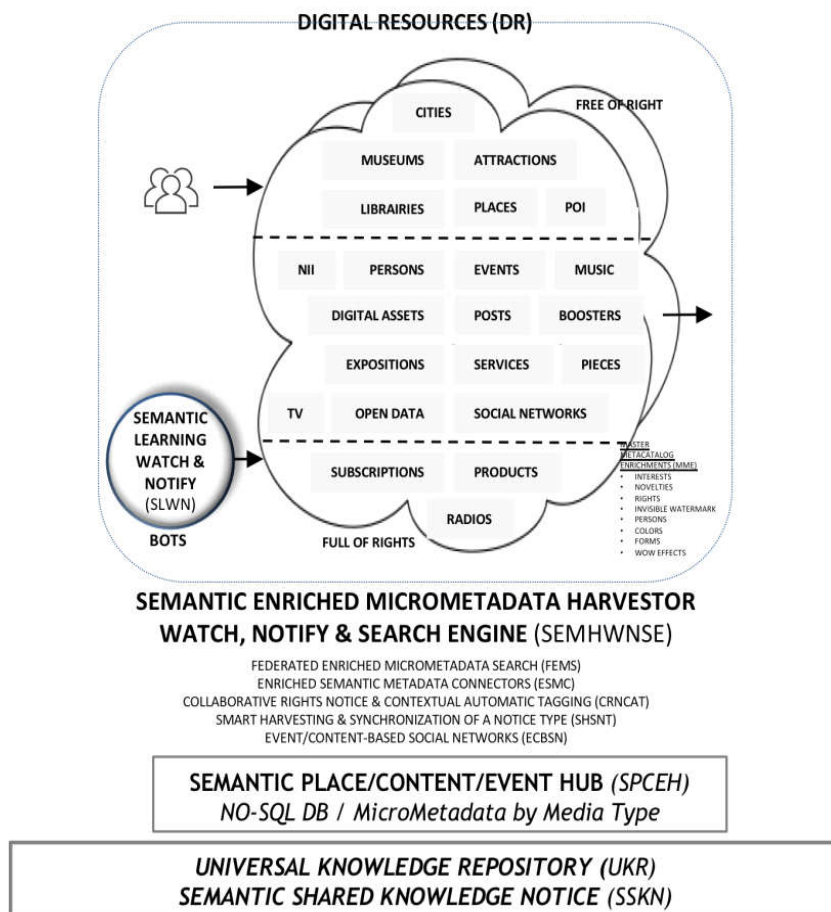 DIGITAL RESOURCES (DR)
FREE OF RIGHT
CITIES
MUSEUMS ATTRACTIONS
LIBRAIRIES PLACES POI
NII PERSONS EVENTS MUSIC
DIGITAL ASSETS POSTS BOOSTERS
EXPOSITIONS SERVICES PIECES
TV OPEN DATA SOCIAL NETWORKS
SUBSCRIPTIONS PRODUCTS
RADIOS
FULL OF RIGHTS
SEMANTIC
LEARNING
WATCH &
NOTIFY
(SLWN)
BOTS
MASTER
METACATALOG
ENRICHMENTS (MME)
• INTERESTS
• NOVELTIES
• RIGHTS
• INVISIBLE WATERMARK
• PERSONS
• COLORS
• FORMS
• WOW EFFECTS
SEMANTIC ENRICHED MICROMETADATA HARVESTOR
WATCH, NOTIFY & SEARCH ENGINE (SEMHWNSE)
FEDERATED ENRICHED MICROMETADATA SEARCH (FEMS)
ENRICHED SEMANTIC METADATA CONNECTORS (ESMC)
COLLABORATIVE RIGHTS NOTICE & CONTEXTUAL AUTOMATIC TAGGING (CRNCAT)
SMART HARVESTING & SYNCHRONIZATION OF A NOTICE TYPE (SHSNT)
EVENT/CONTENT-BASED SOCIAL NETWORKS (ECBSN)
SEMANTIC PLACE/CONTENT/EVENT HUB (SPCEH)
NO-SQL DB / MicroMetadata by Media Type
UNIVERSAL KNOWLEDGE REPOSITORY (UKR)
SEMANTIC SHARED KNOWLEDGE NOTICE (SSKN)